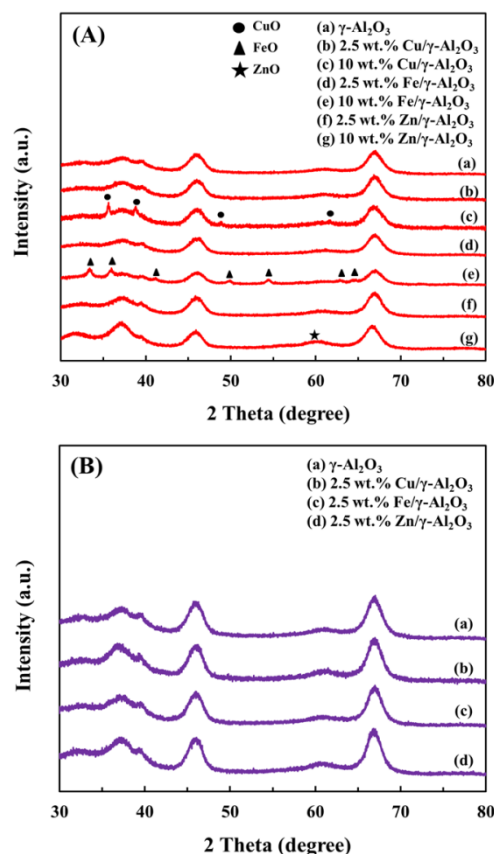 (A)
CuO
FeO
ZnO
(a) γ-Al₂O₃
(b) 2.5 wt.% Cu/γ-Al₂O₃
(c) 10 wt.% Cu/γ-Al₂O₃
(d) 2.5 wt.% Fe/γ-Al₂O₃
(e) 10 wt.% Fe/γ-Al₂O₃
(f) 2.5 wt.% Zn/γ-Al₂O₃
(g) 10 wt.% Zn/γ-Al₂O₃
Intensity (a.u.)
(a)
(b)
(c)
(d)
(e)
(f)
(g)
30 40 50 60 70 80
2 Theta (degree)
(B)
(a) γ-Al₂O₃
(b) 2.5 wt.% Cu/γ-Al₂O₃
(c) 2.5 wt.% Fe/γ-Al₂O₃
(d) 2.5 wt.% Zn/γ-Al₂O₃
Intensity (a.u.)
(a)
(b)
(c)
(d)
30 40 50 60 70 80
2 Theta (degree)